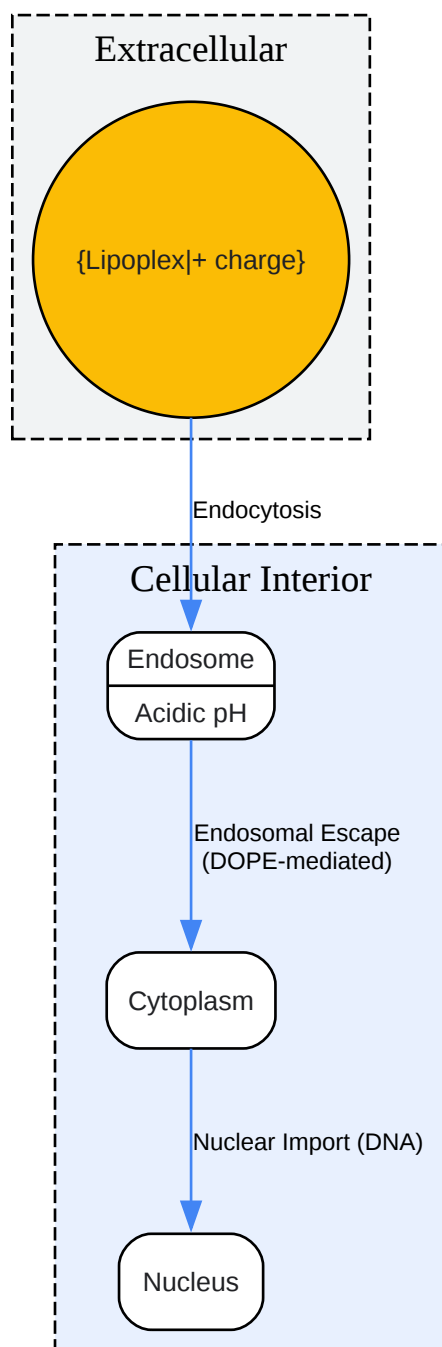 Extracellular
{Lipoplex|+ charge}
Endocytosis
Cellular Interior
Endosome
Acidic pH
Endosomal Escape
(DOPE-mediated)
Cytoplasm
Nuclear Import (DNA)
Nucleus